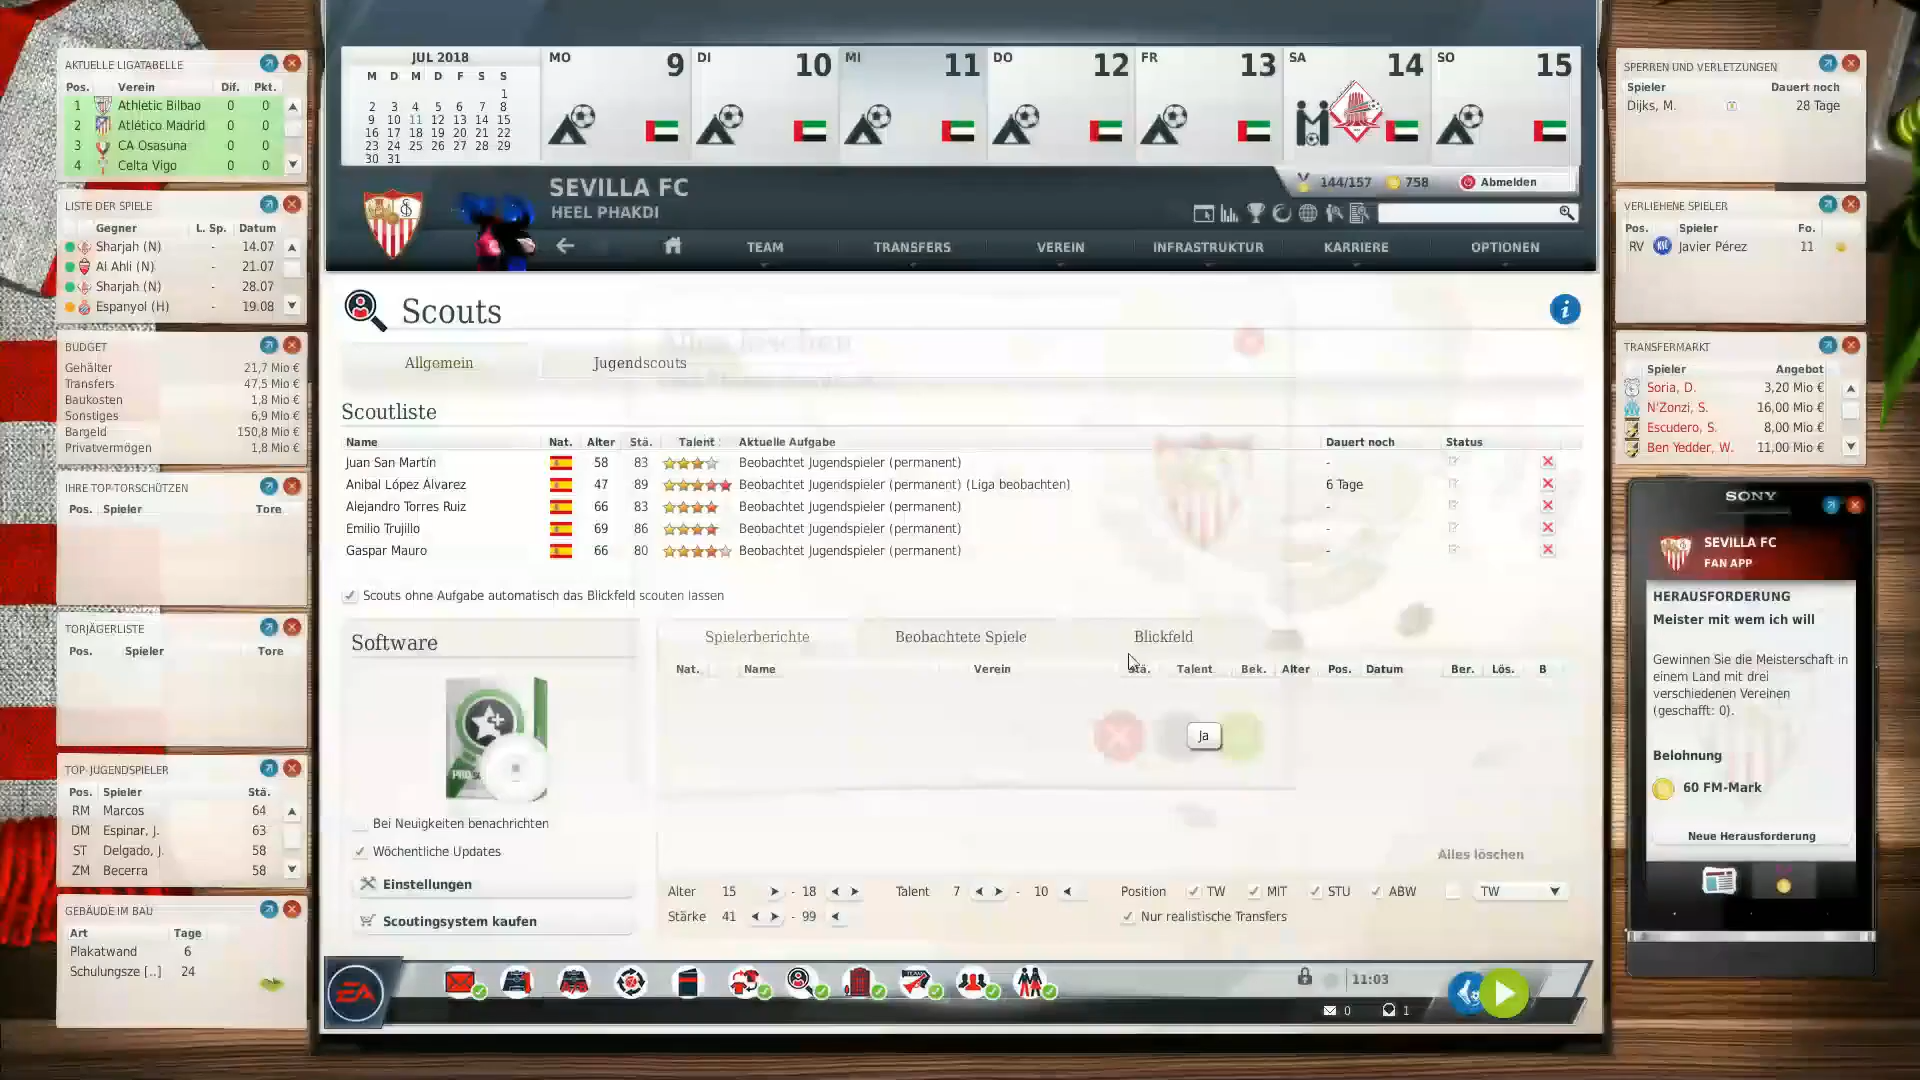 AKTUELLE LIGATABELLE
Pos. Verein Dif. Pkt.
1 Athletic Bilbao 0 0
2 Atlético Madrid 0 0
3 CA Osasuna 0 0
4 Celta Vigo 0 0
LISTE DER SPIELE
Gegner L. Sp. Datum
Sharjah (N) - 14.07
Al Ahli (N) - 21.07
Sharjah (N) - 28.07
Espanyol (H) - 19.08
BUDGET
Gehälter 21,7 Mio €
Transfers 47,5 Mio €
Baukosten 1,8 Mio €
Sonstiges 6,9 Mio €
Bargeld 150,8 Mio €
Privatvermögen 1,8 Mio €
IHRE TOP-TORSCHÜTZEN
Pos. Spieler Tore
TORJÄGERLISTE
Pos. Spieler Tore
TOP-JUGENDSPIELER
Pos. Spieler Stä.
RM Marcos 64
DM Espinar, J. 63
ST Delgado, J. 58
ZM Becerra 58
GEBÄUDE IM BAU
Art Tage
Plakatwand 6
Schulungsze [..] 24
JUL 2018
M D M D F S S
1
2 3 4 5 6 7 8
9 10 11 12 13 14 15
16 17 18 19 20 21 22
23 24 25 26 27 28 29
30 31
MO 9 DI 10 MI 11 DO 12 FR 13 SA 14 SO 15
144/157 758 Abmelden
SEVILLA FC
HEEL PHAKDI
TEAM TRANSFERS VEREIN INFRASTRUKTUR KARRIERE OPTIONEN
Scouts
Alles löschen
Allgemein Jugendscouts
Scoutliste
Name Nat. Alter Stä. Talent Aktuelle Aufgabe Dauert noch Status
Juan San Martín 58 83 Beobachtet Jugendspieler (permanent) -
Anibal López Álvarez 47 89 Beobachtet Jugendspieler (permanent) (Liga beobachten) 6 Tage
Alejandro Torres Ruiz 66 83 Beobachtet Jugendspieler (permanent) -
Emilio Trujillo 69 86 Beobachtet Jugendspieler (permanent) -
Gaspar Mauro 66 80 Beobachtet Jugendspieler (permanent) -
Scouts ohne Aufgabe automatisch das Blickfeld scouten lassen
Software
Bei Neuigkeiten benachrichten
Wöchentliche Updates
Einstellungen
Scoutingsystem kaufen
Spielerberichte Beobachtete Spiele Blickfeld
Nat. Name Verein Stä. Talent Bek. Alter Pos. Datum Ber. Lös. B
Ja
Alles löschen
Alter 15 - 18 Talent 7 - 10 Position TW MIT STU ABW TW
Stärke 41 - 99 Nur realistische Transfers
EA
11:03
0 1
SPERREN UND VERLETZUNGEN
Spieler Dauert noch
Dijks, M. 28 Tage
VERLIEHENE SPIELER
Pos. Spieler Fo.
RV Javier Pérez 11
TRANSFERMARKT
Spieler Angebot
Soria, D. 3,20 Mio €
N'Zonzi, S. 16,00 Mio €
Escudero, S. 8,00 Mio €
Ben Yedder, W. 11,00 Mio €
SONY
SEVILLA FC
FAN APP
HERAUSFORDERUNG
Meister mit wem ich will
Gewinnen Sie die Meisterschaft in
einem Land mit drei
verschiedenen Vereinen
(geschafft: 0).
Belohnung
60 FM-Mark
Neue Herausforderung